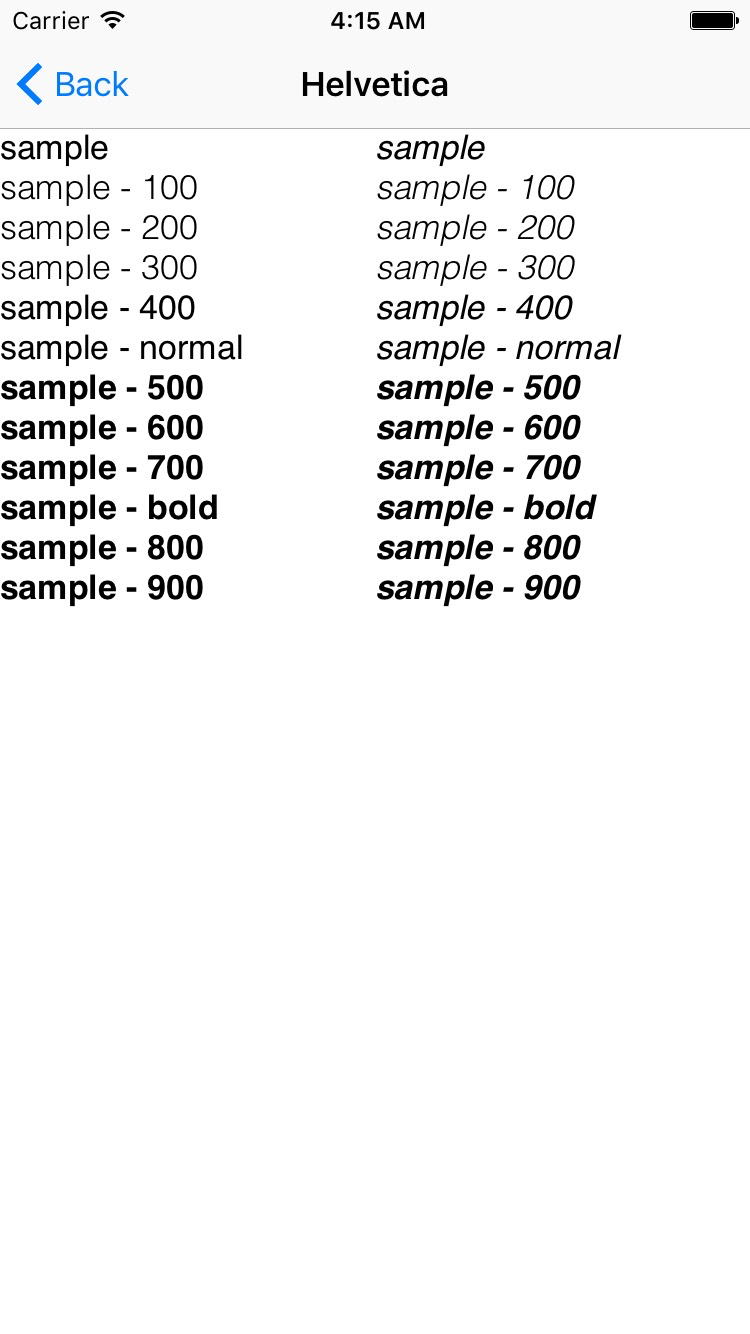 Carrier 4:15 AM
Back Helvetica
sample sample
sample - 100 sample - 100
sample - 200 sample - 200
sample - 300 sample - 300
sample - 400 sample - 400
sample - normal sample - normal
sample - 500 sample - 500
sample - 600 sample - 600
sample - 700 sample - 700
sample - bold sample - bold
sample - 800 sample - 800
sample - 900 sample - 900